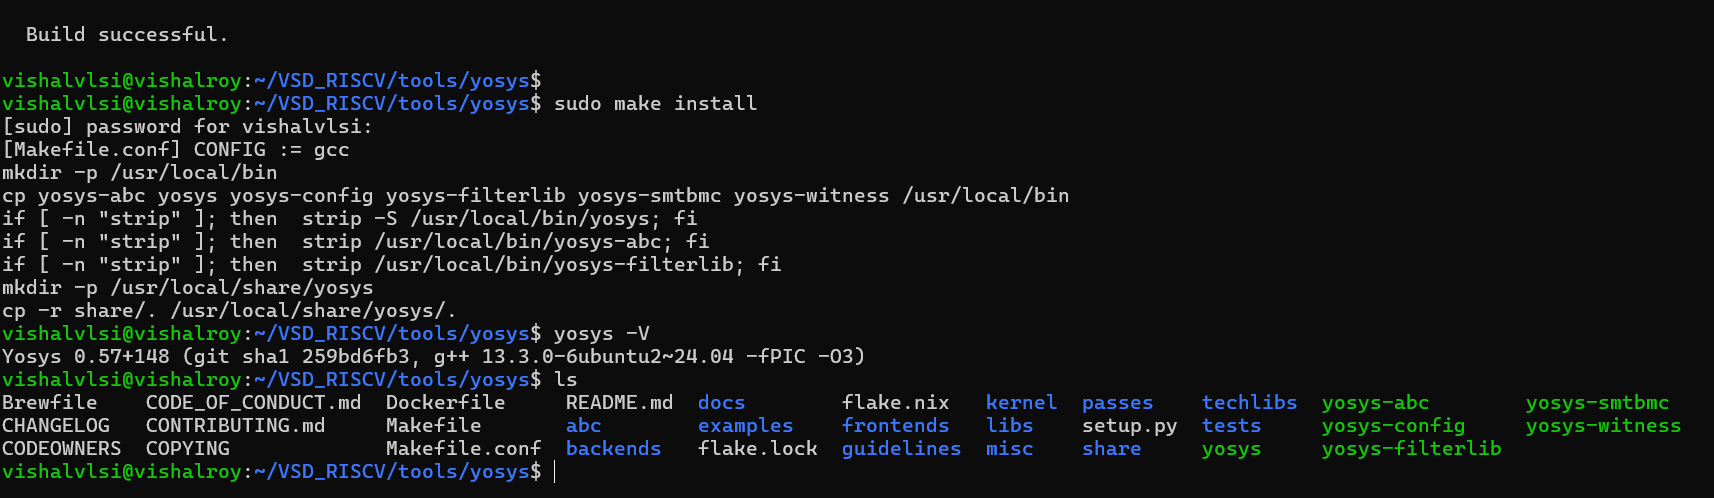 Build successful.
vishalvlsi@vishalroy:~/VSD_RISCV/tools/yosys$
vishalvlsi@vishalroy:~/VSD_RISCV/tools/yosys$ sudo make install
[sudo] password for vishalvlsi:
[Makefile.conf] CONFIG := gcc
mkdir -p /usr/local/bin
cp yosys-abc yosys yosys-config yosys-filterlib yosys-smtbmc yosys-witness /usr/local/bin
if [ -n "strip" ]; then  strip -S /usr/local/bin/yosys; fi
if [ -n "strip" ]; then  strip /usr/local/bin/yosys-abc; fi
if [ -n "strip" ]; then  strip /usr/local/bin/yosys-filterlib; fi
mkdir -p /usr/local/share/yosys
cp -r share/. /usr/local/share/yosys/.
vishalvlsi@vishalroy:~/VSD_RISCV/tools/yosys$ yosys -V
Yosys 0.57+148 (git sha1 259bd6fb3, g++ 13.3.0-6ubuntu2~24.04 -fPIC -O3)
vishalvlsi@vishalroy:~/VSD_RISCV/tools/yosys$ ls
Brewfile    CODE_OF_CONDUCT.md  Dockerfile     README.md  docs        flake.nix   kernel  passes    techlibs  yosys-abc        yosys-smtbmc
CHANGELOG   CONTRIBUTING.md     Makefile       abc        examples    frontends   libs    setup.py  tests     yosys-config     yosys-witness
CODEOWNERS  COPYING             Makefile.conf  backends   flake.lock  guidelines  misc    share     yosys     yosys-filterlib
vishalvlsi@vishalroy:~/VSD_RISCV/tools/yosys$